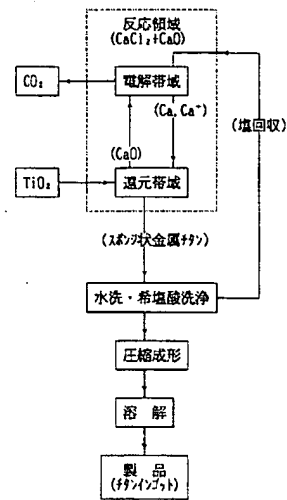 反応領域
(CaCl₂+CaO)
CO₂
電解帯域
(Ca, Ca⁺)
(塩回収)
(CaO)
TiO₂
還元帯域
(スポンジ状金属チタン)
水洗・希塩酸洗浄
圧縮成形
溶解
製品
(チタンインゴット)